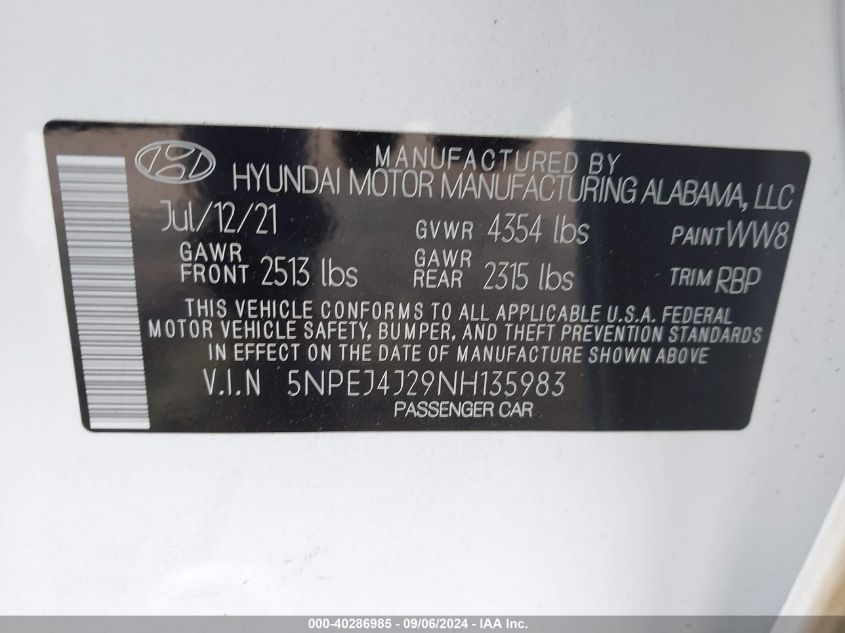 MANUFACTURED BY
HYUNDAI MOTOR MANUFACTURING ALABAMA, LLC
Jul/12/21 GVWR 4354 lbs PAINT WW8
GAWR FRONT 2513 lbs GAWR REAR 2315 lbs TRIM RBP
THIS VEHICLE CONFORMS TO ALL APPLICABLE U.S.A. FEDERAL
MOTOR VEHICLE SAFETY, BUMPER, AND THEFT PREVENTION STANDARDS
IN EFFECT ON THE DATE OF MANUFACTURE SHOWN ABOVE
V.I.N 5NPEJ4J29NH135983
PASSENGER CAR
000-40286985 - 09/06/2024 - IAA Inc.